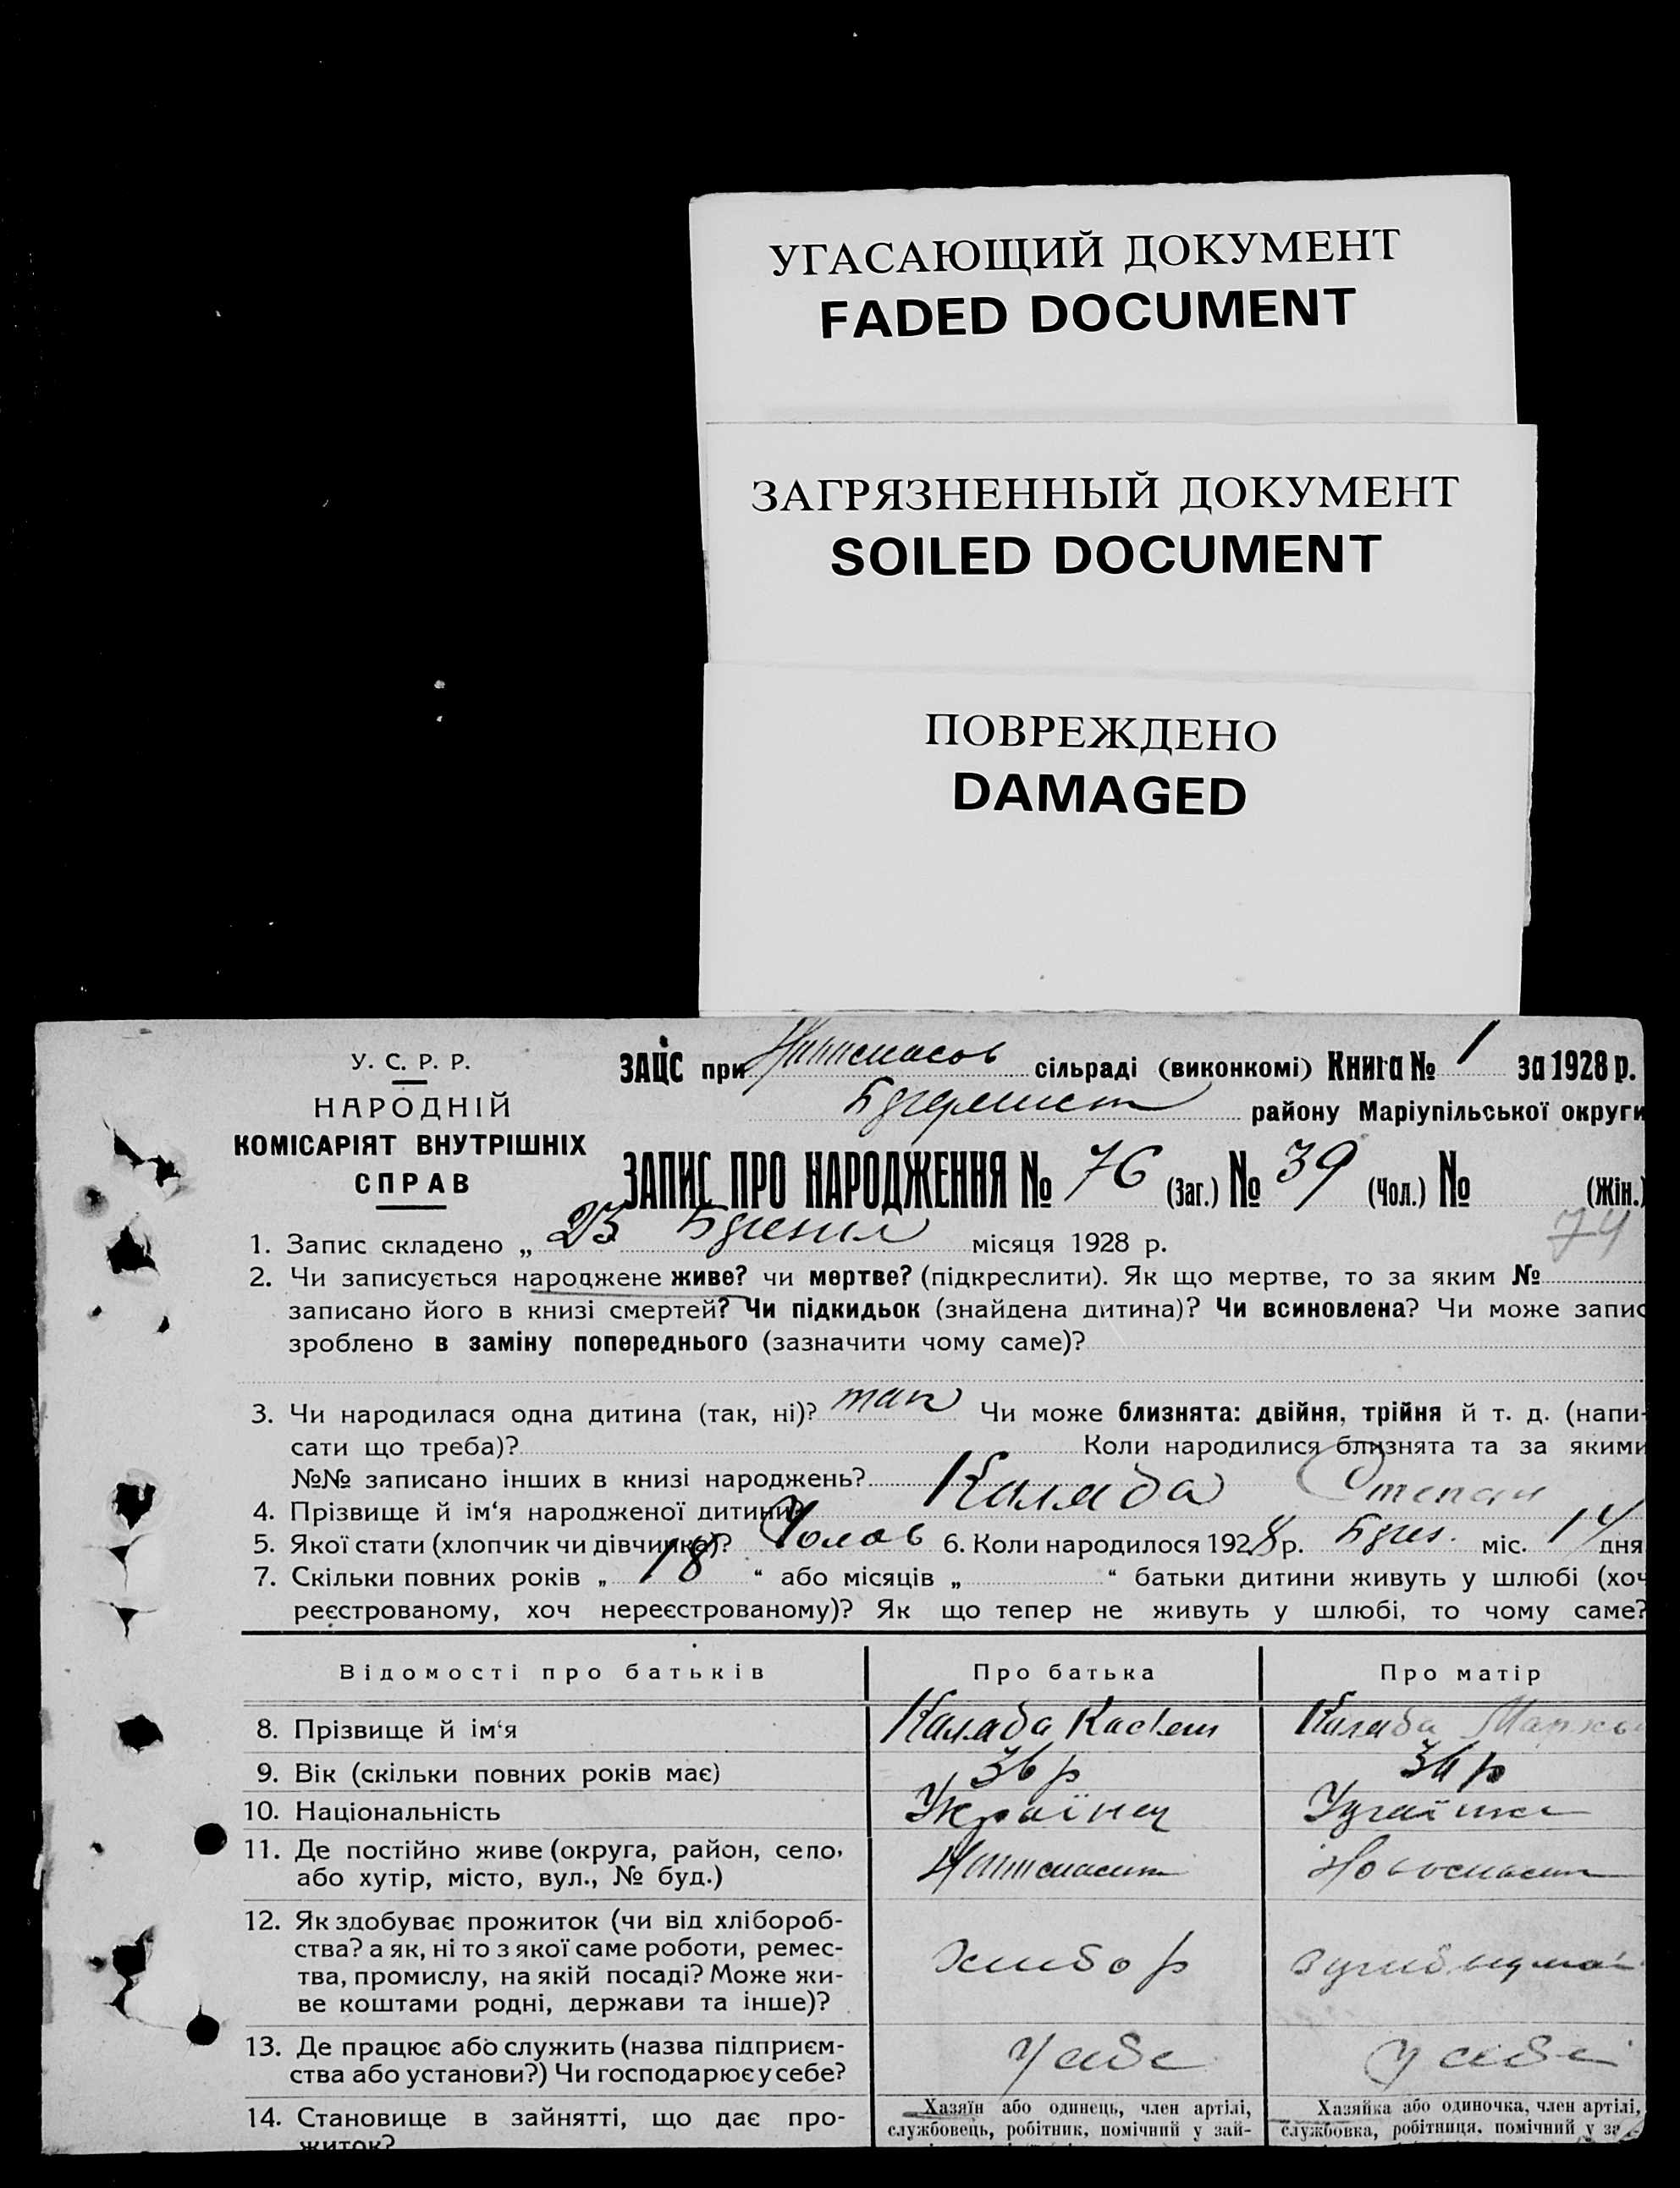 УГАСАЮЩИЙ ДОКУМЕНТ
FADED DOCUMENT
ЗАГРЯЗНЕННЫЙ ДОКУМЕНТ
SOILED DOCUMENT
ПОВРЕЖДЕНО
DAMAGED
У. С. Р. Р.
НАРОДНІЙ
КОМІСАРІЯТ ВНУТРІШНІХ
СПРАВ
ЗАЦС при сільраді (виконкомі) Книга № 1 за 1928 р.
району Маріупільської округи
ЗАПИС ПРО НАРОДЖЕННЯ № 76 (Заг.) № 39 (Чол.) № (Жін.)
74
1. Запис складено „ 23 місяця 1928 р.
2. Чи записується народжене живе? чи мертве? (підкреслити). Як що мертве, то за яким №
записано його в книзі смертей? Чи підкидьок (знайдена дитина)? Чи всиновлена? Чи може запис
зроблено в заміну попереднього (зазначити чому саме)?
3. Чи народилася одна дитина (так, ні)? так Чи може близнята: двійня, трійня й т. д. (напи-
сати що треба)? Коли народилися близнята та за якими
№№ записано інших в книзі народжень?
4. Прізвище й ім‘я народженої дитини? Каляба Степан
5. Якої стати (хлопчик чи дівчинка)? Чолов 6. Коли народилося 1928 р. міс. 14 дня
7. Скільки повних років „ 18 “ або місяців „ “ батьки дитини живуть у шлюбі (хоч
реєстрованому, хоч нереєстрованому)? Як що тепер не живуть у шлюбі, то чому саме?
Відомості про батьків Про батька Про матір
8. Прізвище й ім‘я Каляба Каляба
9. Вік (скільки повних років має) 36 р 36 р
10. Національність Українец Українка
11. Де постійно живе (округа, район, село,
або хутір, місто, вул., № буд.) Новоспаст
12. Як здобуває прожиток (чи від хлібороб-
ства? а як, ні то з якої саме роботи, ремес-
тва, промислу, на якій посаді? Може жи-
ве коштами родні, держави та інше)? Хлибор
13. Де працює або служить (назва підприєм-
ства або установи?) Чи господарює у себе? У себе У себе
14. Становище в зайнятті, що дає про-
житок?
Хазяїн або одинець, член артілі,
службовець, робітник, помічний у зай-
Хазяйка або одиночка, член артілі,
службовка, робітниця, помічний у за